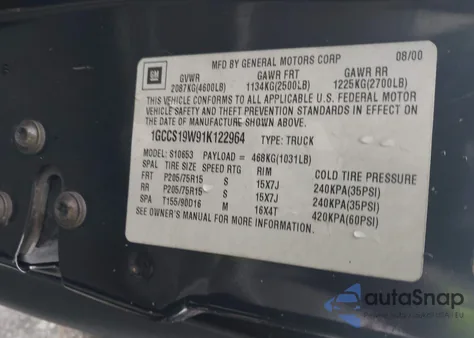 MFD BY GENERAL MOTORS CORP 08/00
GM GVWR GAWR FRT GAWR RR
2087KG(4600LB) 1134KG(2500LB) 1225KG(2700LB)
THIS VEHICLE CONFORMS TO ALL APPLICABLE U.S. FEDERAL MOTOR
VEHICLE SAFETY AND THEFT PREVENTION STANDARDS IN
EFFECT ON THE DATE OF MANUFACTURE SHOWN ABOVE.
1GCCS19W91K122964 TYPE: TRUCK
MODEL: S10653 PAYLOAD = 468KG(1031LB)
SPAL TIRE SIZE SPEED RTG RIM COLD TIRE PRESSURE
FRT P205/75R15 S 15X7J 240KPA(35PSI)
RR P205/75R15 S 15X7J 240KPA(35PSI)
SPA T155/90D16 M 16X4T 420KPA(60PSI)
SEE OWNER'S MANUAL FOR MORE INFORMATION.
autoSnap